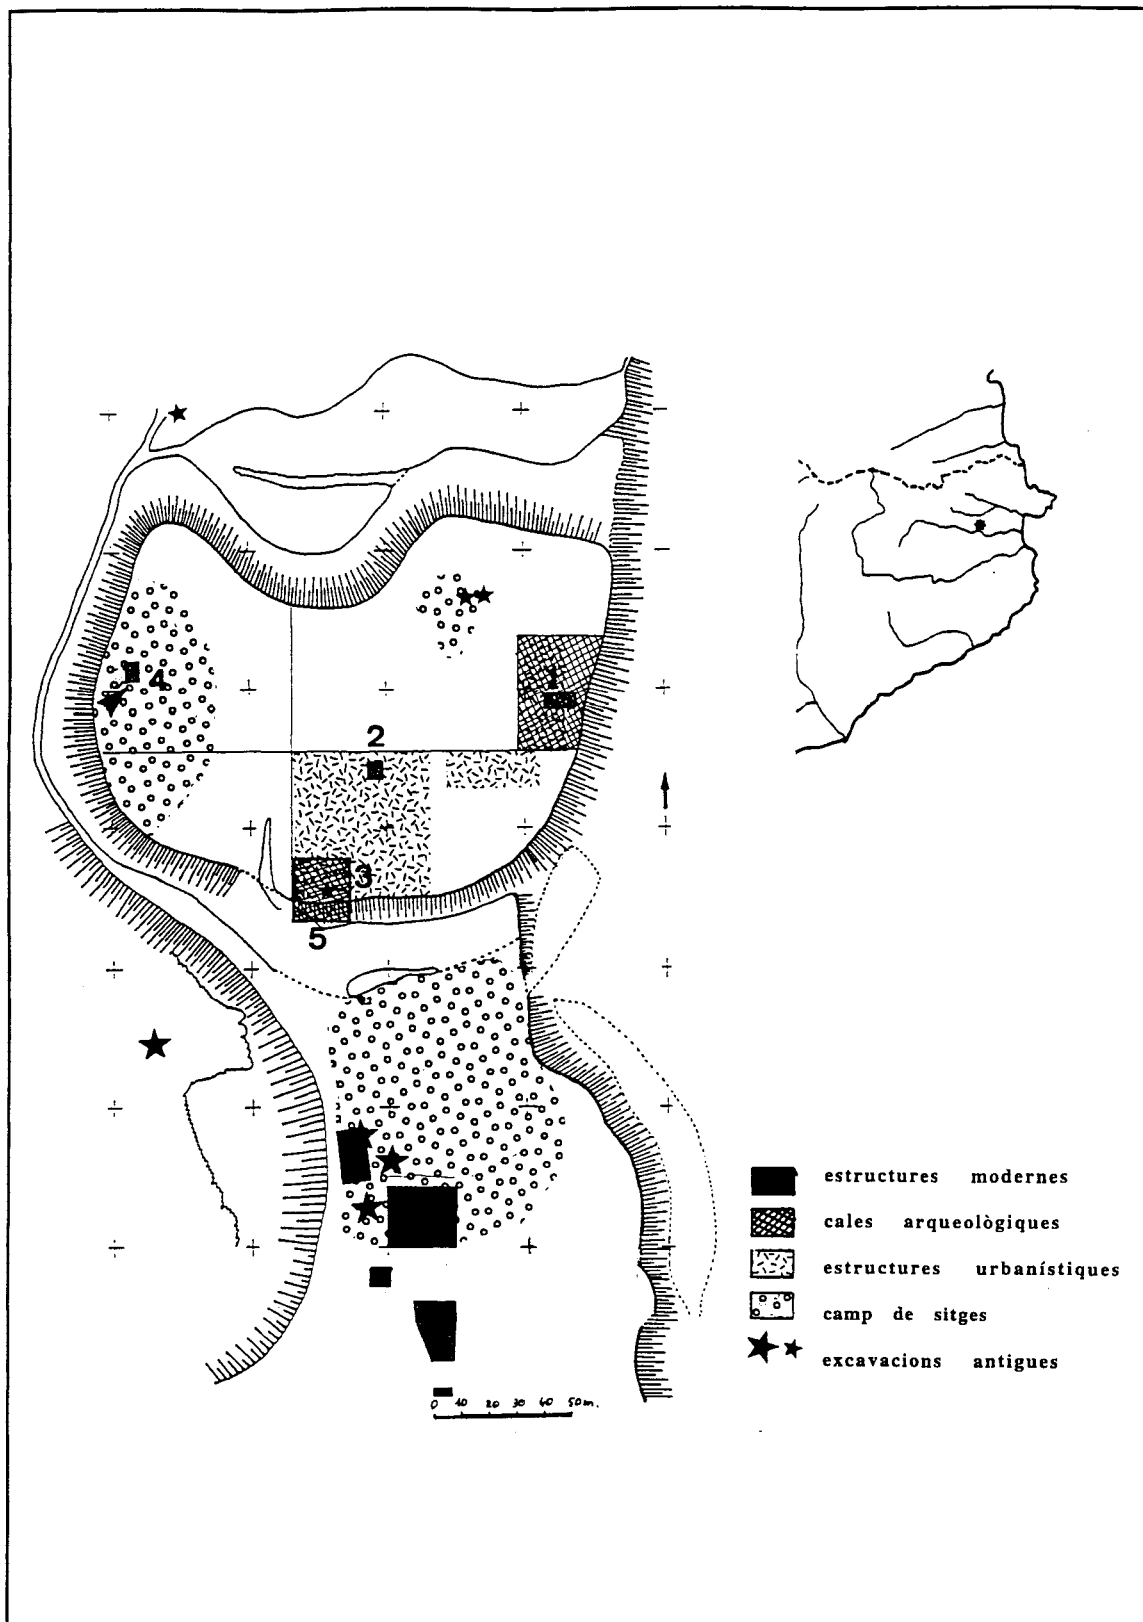 1
2
4
3
5
estructures modernes
cales arqueològiques
estructures urbanístiques
camp de sitges
excavacions antigues
0 10 20 30 40 50m.